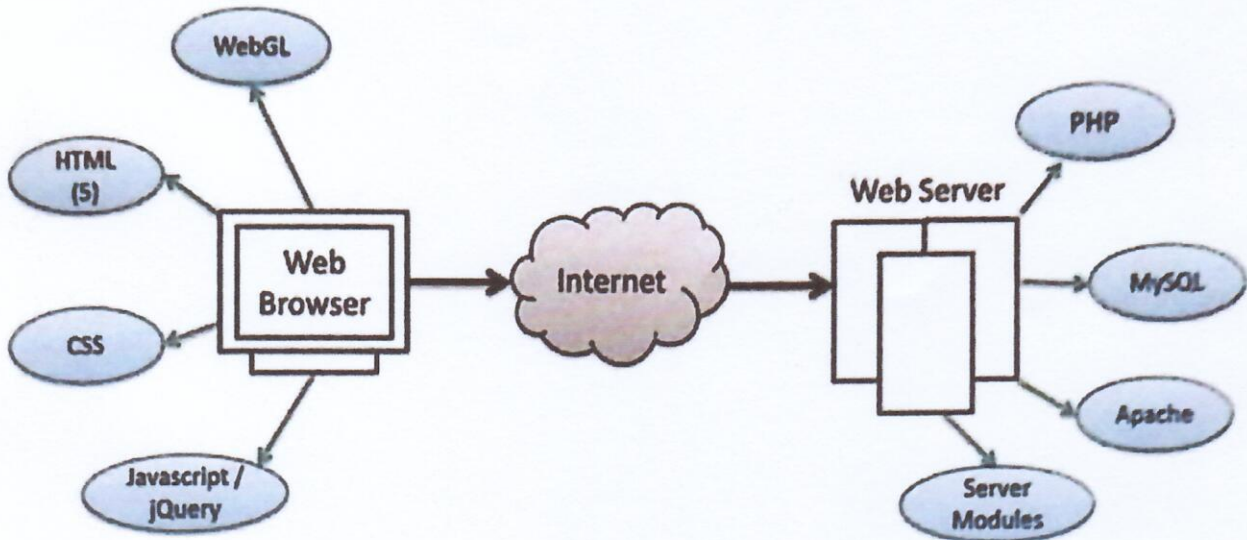 WebGL
HTML
(5)
Web
Browser
CSS
Javascript /
jQuery
Internet
Web Server
PHP
MySQL
Apache
Server
Modules